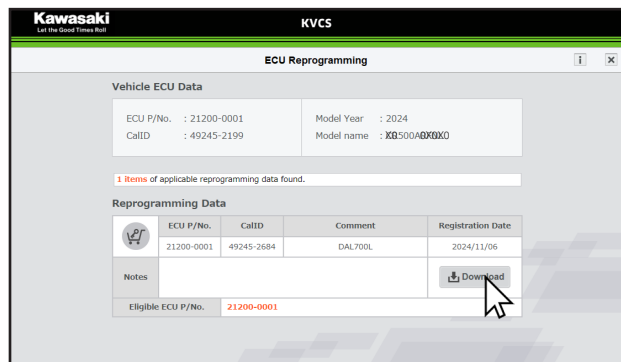 Kawasaki
Let the Good Times Roll
KVCS
ECU Reprogramming
i X
Vehicle ECU Data
ECU P/No. : 21200-0001
Model Year : 2024
CalID : 49245-2199
Model name :
1 items of applicable reprogramming data found.
Reprogramming Data
ECU P/No. CalID Comment Registration Date
21200-0001 49245-2684 DAL700L 2024/11/06
Notes
Download
Eligible ECU P/No. 21200-0001